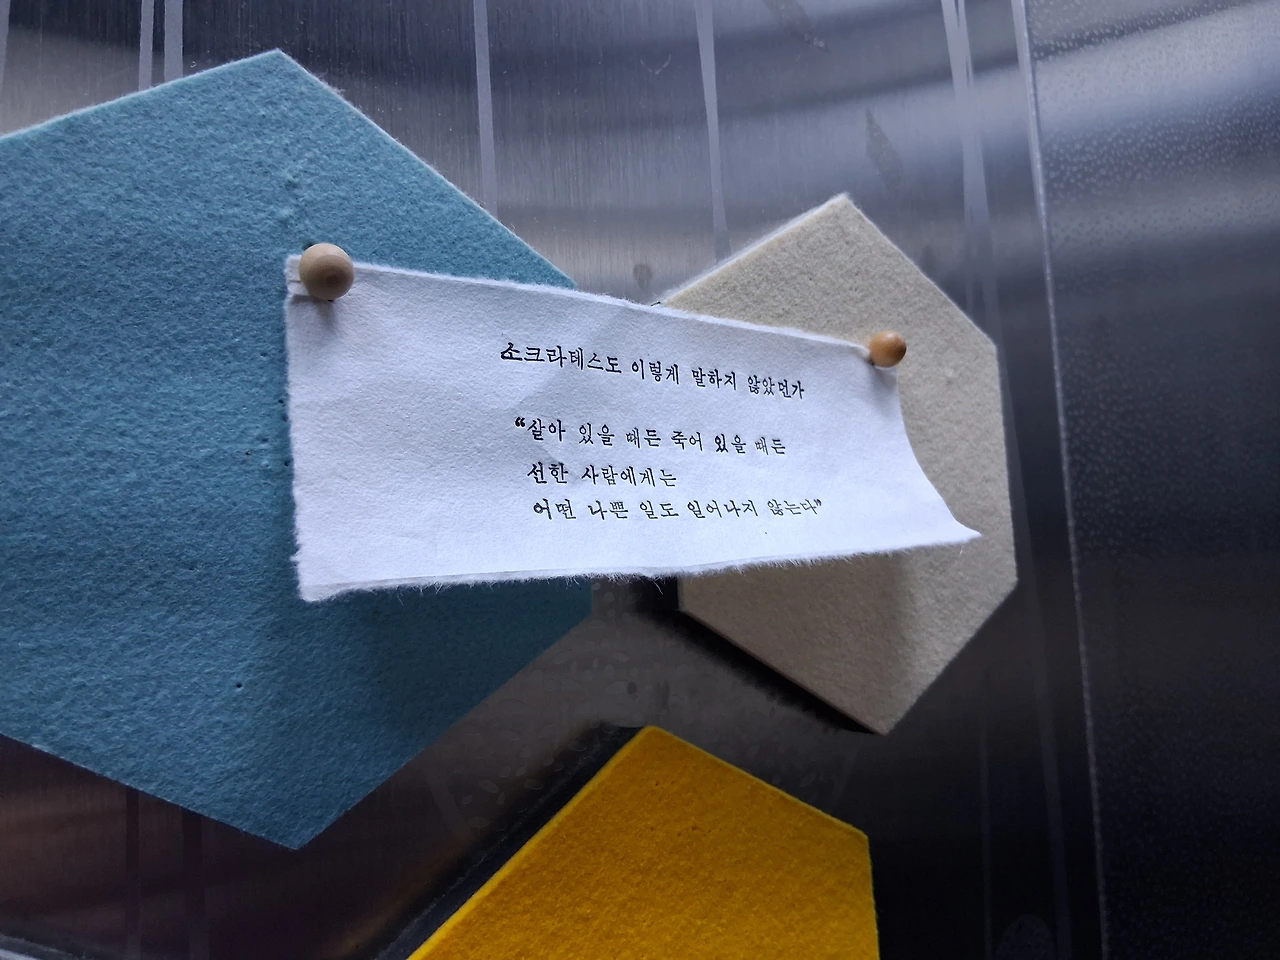 소크라테스도 이렇게 말하지 않았던가
“살아 있을 때든 죽어 있을 때든
선한 사람에게는
어떤 나쁜 일도 일어나지 않는다”